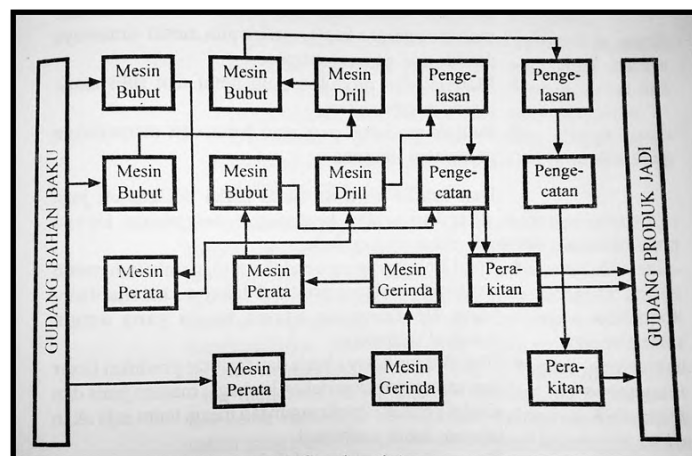 GUDANG BAHAN BAKU
Mesin
Bubut
Mesin
Bubut
Mesin
Drill
Penge-
lasan
Penge-
lasan
Mesin
Bubut
Mesin
Bubut
Mesin
Drill
Penge-
catan
Penge-
catan
Mesin
Perata
Mesin
Perata
Mesin
Gerinda
Pera-
kitan
Mesin
Perata
Mesin
Gerinda
Pera-
kitan
GUDANG PRODUK JADI